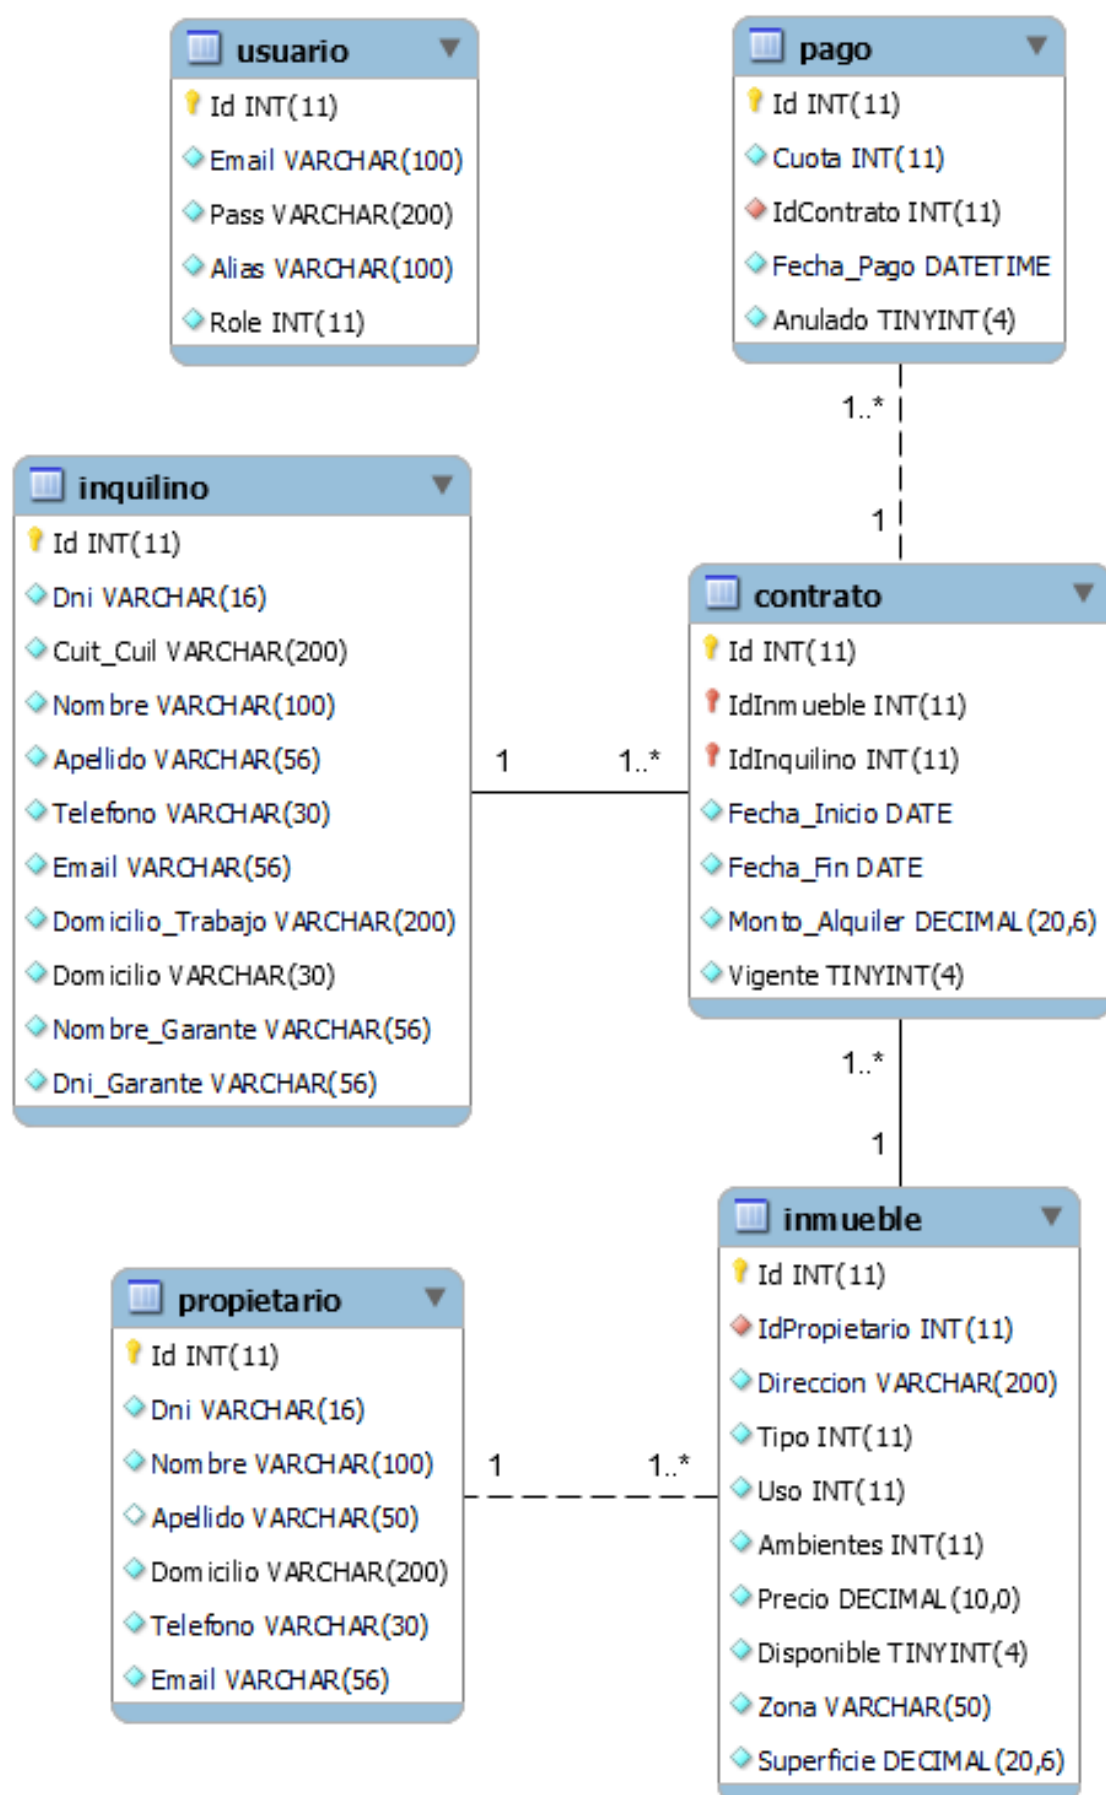 usuario
Id INT(11)
Email VARCHAR(100)
Pass VARCHAR(200)
Alias VARCHAR(100)
Role INT(11)
pago
Id INT(11)
Cuota INT(11)
IdContrato INT(11)
Fecha_Pago DATETIME
Anulado TINYINT(4)
1..*
1
inquilino
Id INT(11)
Dni VARCHAR(16)
Cuit_Cuil VARCHAR(200)
Nombre VARCHAR(100)
Apellido VARCHAR(56)
Telefono VARCHAR(30)
Email VARCHAR(56)
Domicilio_Trabajo VARCHAR(200)
Domicilio VARCHAR(30)
Nombre_Garante VARCHAR(56)
Dni_Garante VARCHAR(56)
1
1..*
contrato
Id INT(11)
IdInmueble INT(11)
IdInquilino INT(11)
Fecha_Inicio DATE
Fecha_Fin DATE
Monto_Alquiler DECIMAL(20,6)
Vigente TINYINT(4)
1..*
1
propietario
Id INT(11)
Dni VARCHAR(16)
Nombre VARCHAR(100)
Apellido VARCHAR(50)
Domicilio VARCHAR(200)
Telefono VARCHAR(30)
Email VARCHAR(56)
1
1..*
inmueble
Id INT(11)
IdPropietario INT(11)
Direccion VARCHAR(200)
Tipo INT(11)
Uso INT(11)
Ambientes INT(11)
Precio DECIMAL(10,0)
Disponible TINYINT(4)
Zona VARCHAR(50)
Superficie DECIMAL(20,6)